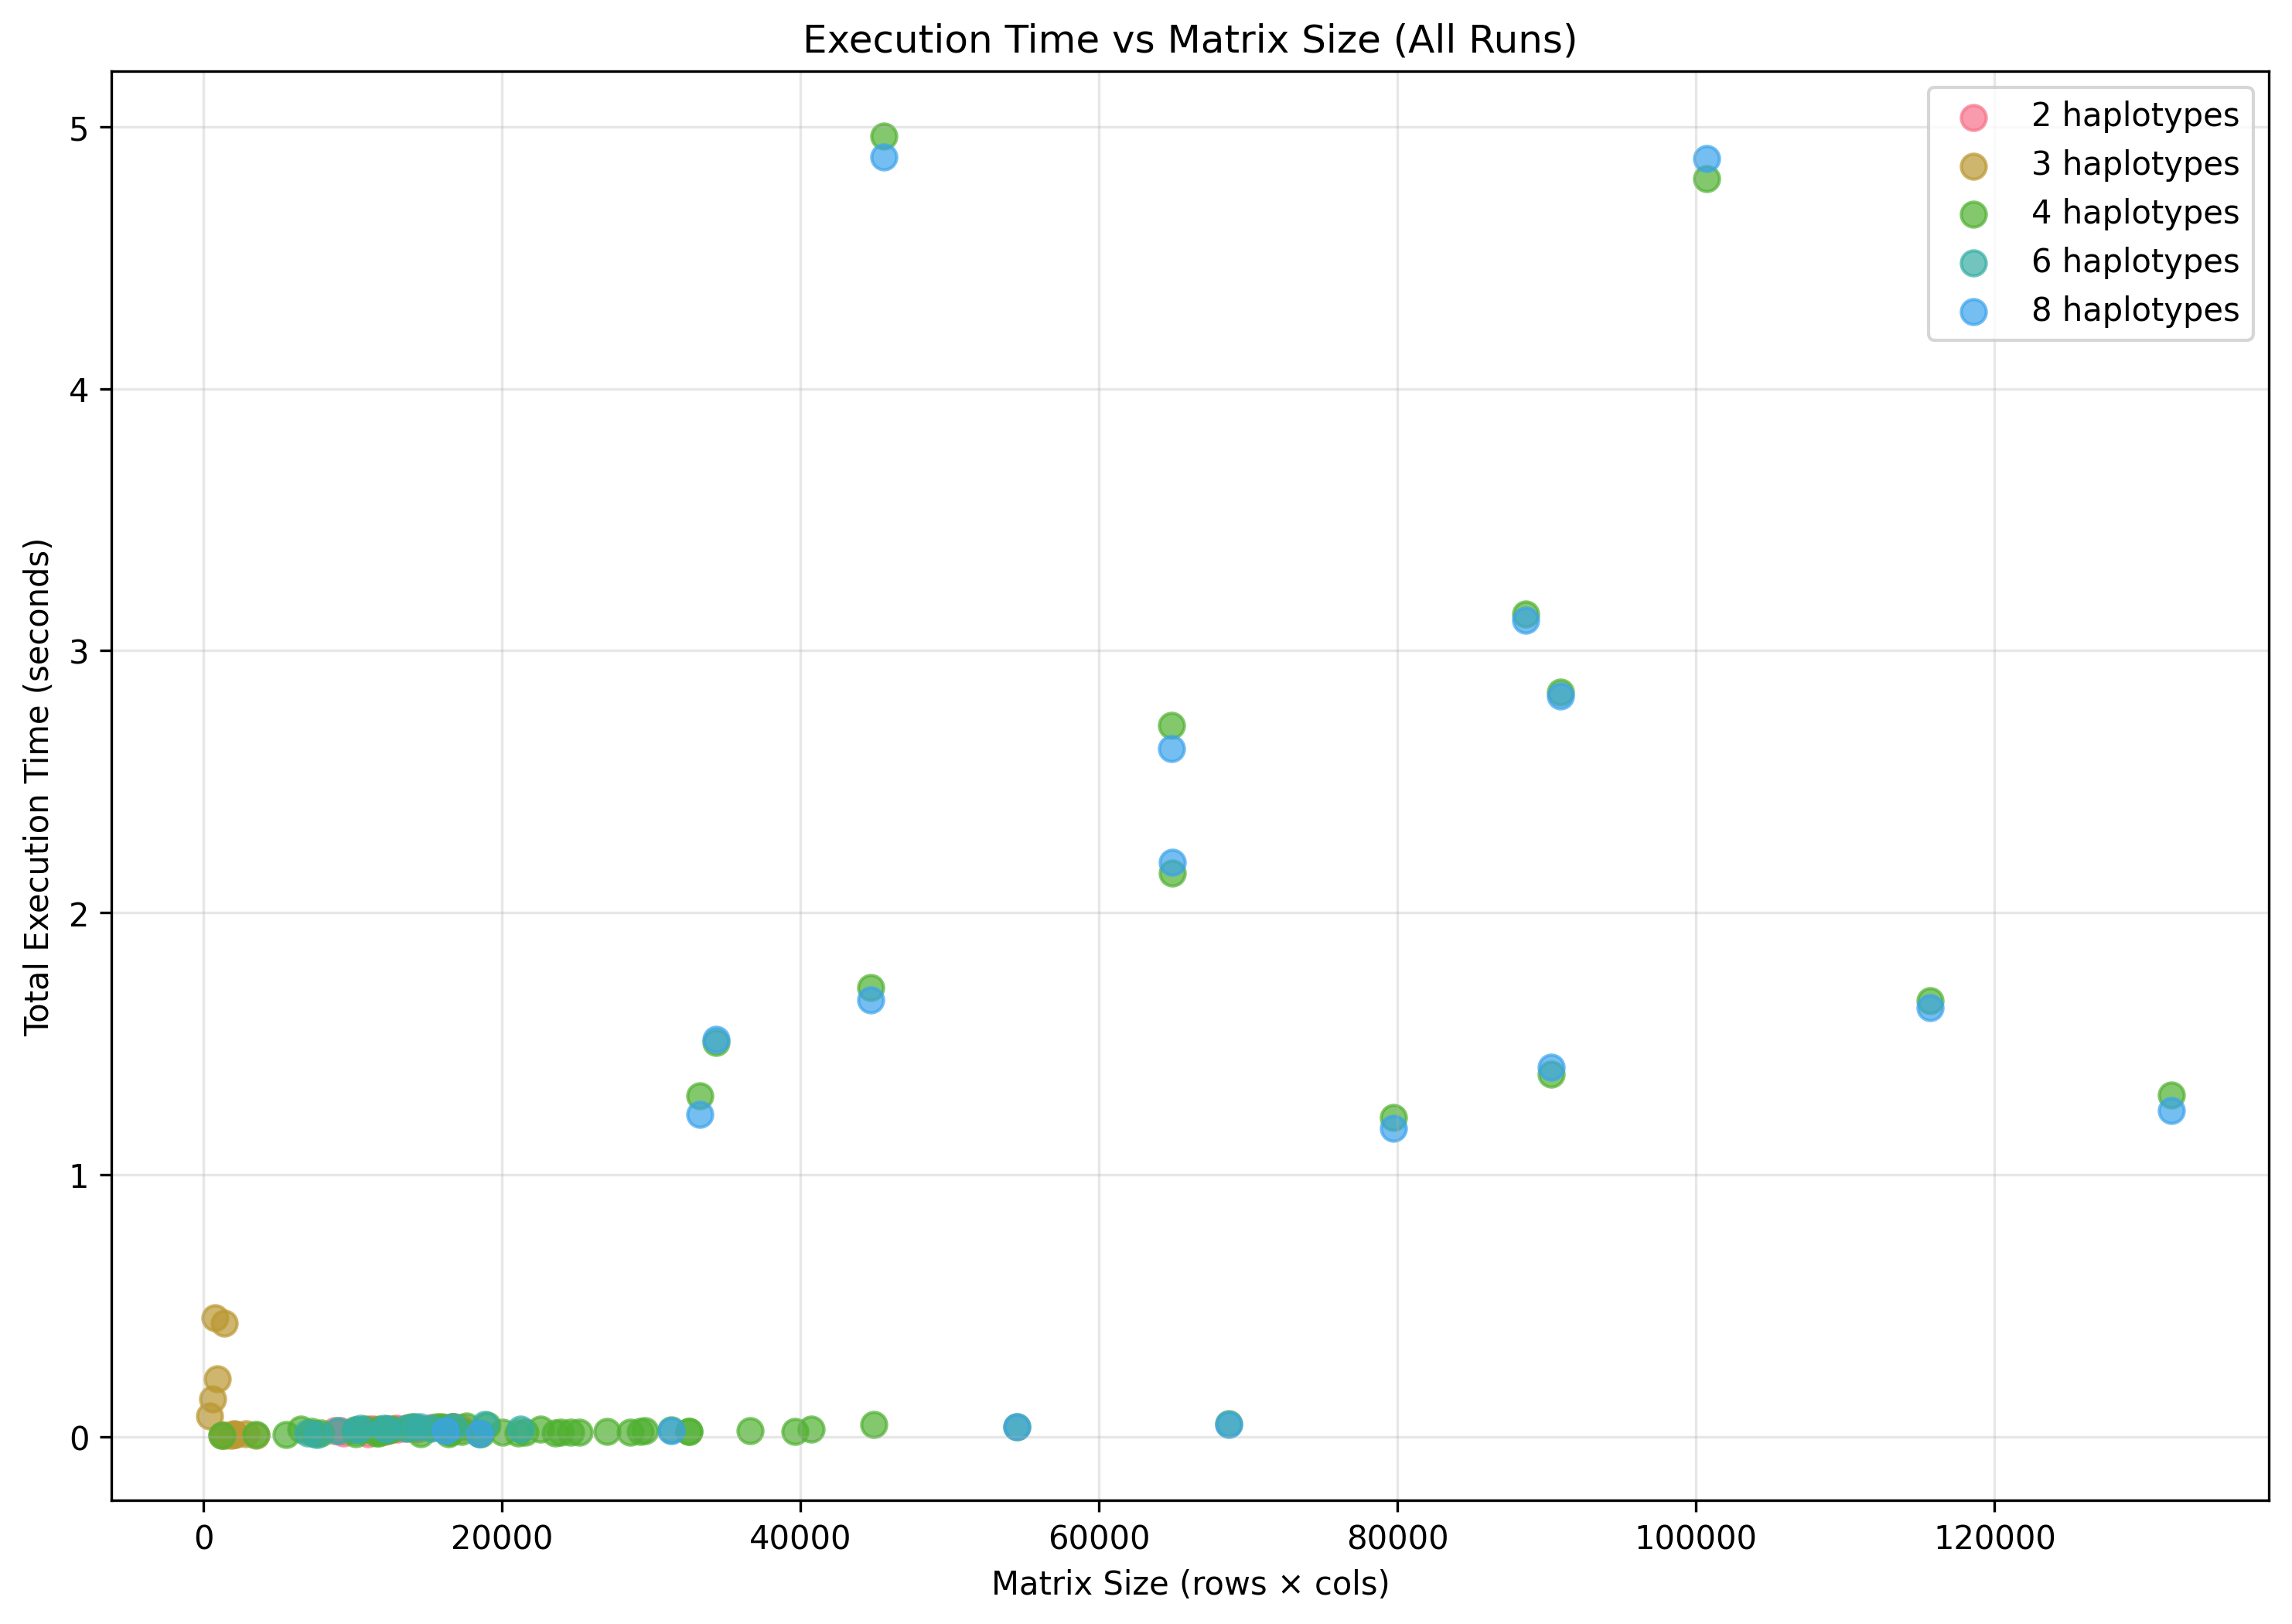 Execution Time vs Matrix Size (All Runs)
2 haplotypes
3 haplotypes
4 haplotypes
6 haplotypes
8 haplotypes
Total Execution Time (seconds)
5
4
3
2
1
0
0 20000 40000 60000 80000 100000 120000
Matrix Size (rows × cols)